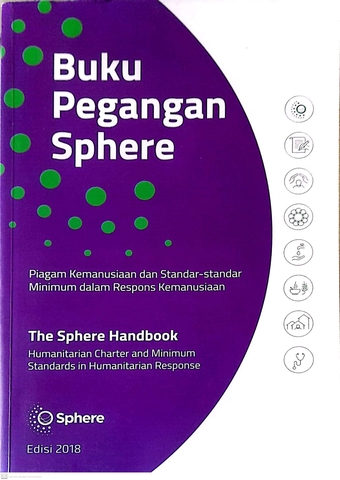 Buku
Pegangan
Sphere
Piagam Kemanusiaan dan Standar-standar
Minimum dalam Respons Kemanusiaan
The Sphere Handbook
Humanitarian Charter and Minimum
Standards in Humanitarian Response
Sphere
Edisi 2018